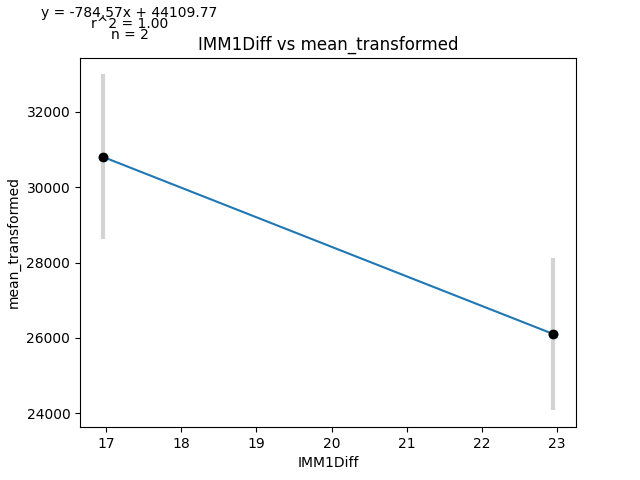 y = -784.57x + 44109.77
r^2 = 1.00
n = 2
IMM1Diff vs mean_transformed
32000
30000
28000
26000
24000
mean_transformed
17 18 19 20 21 22 23
IMM1Diff